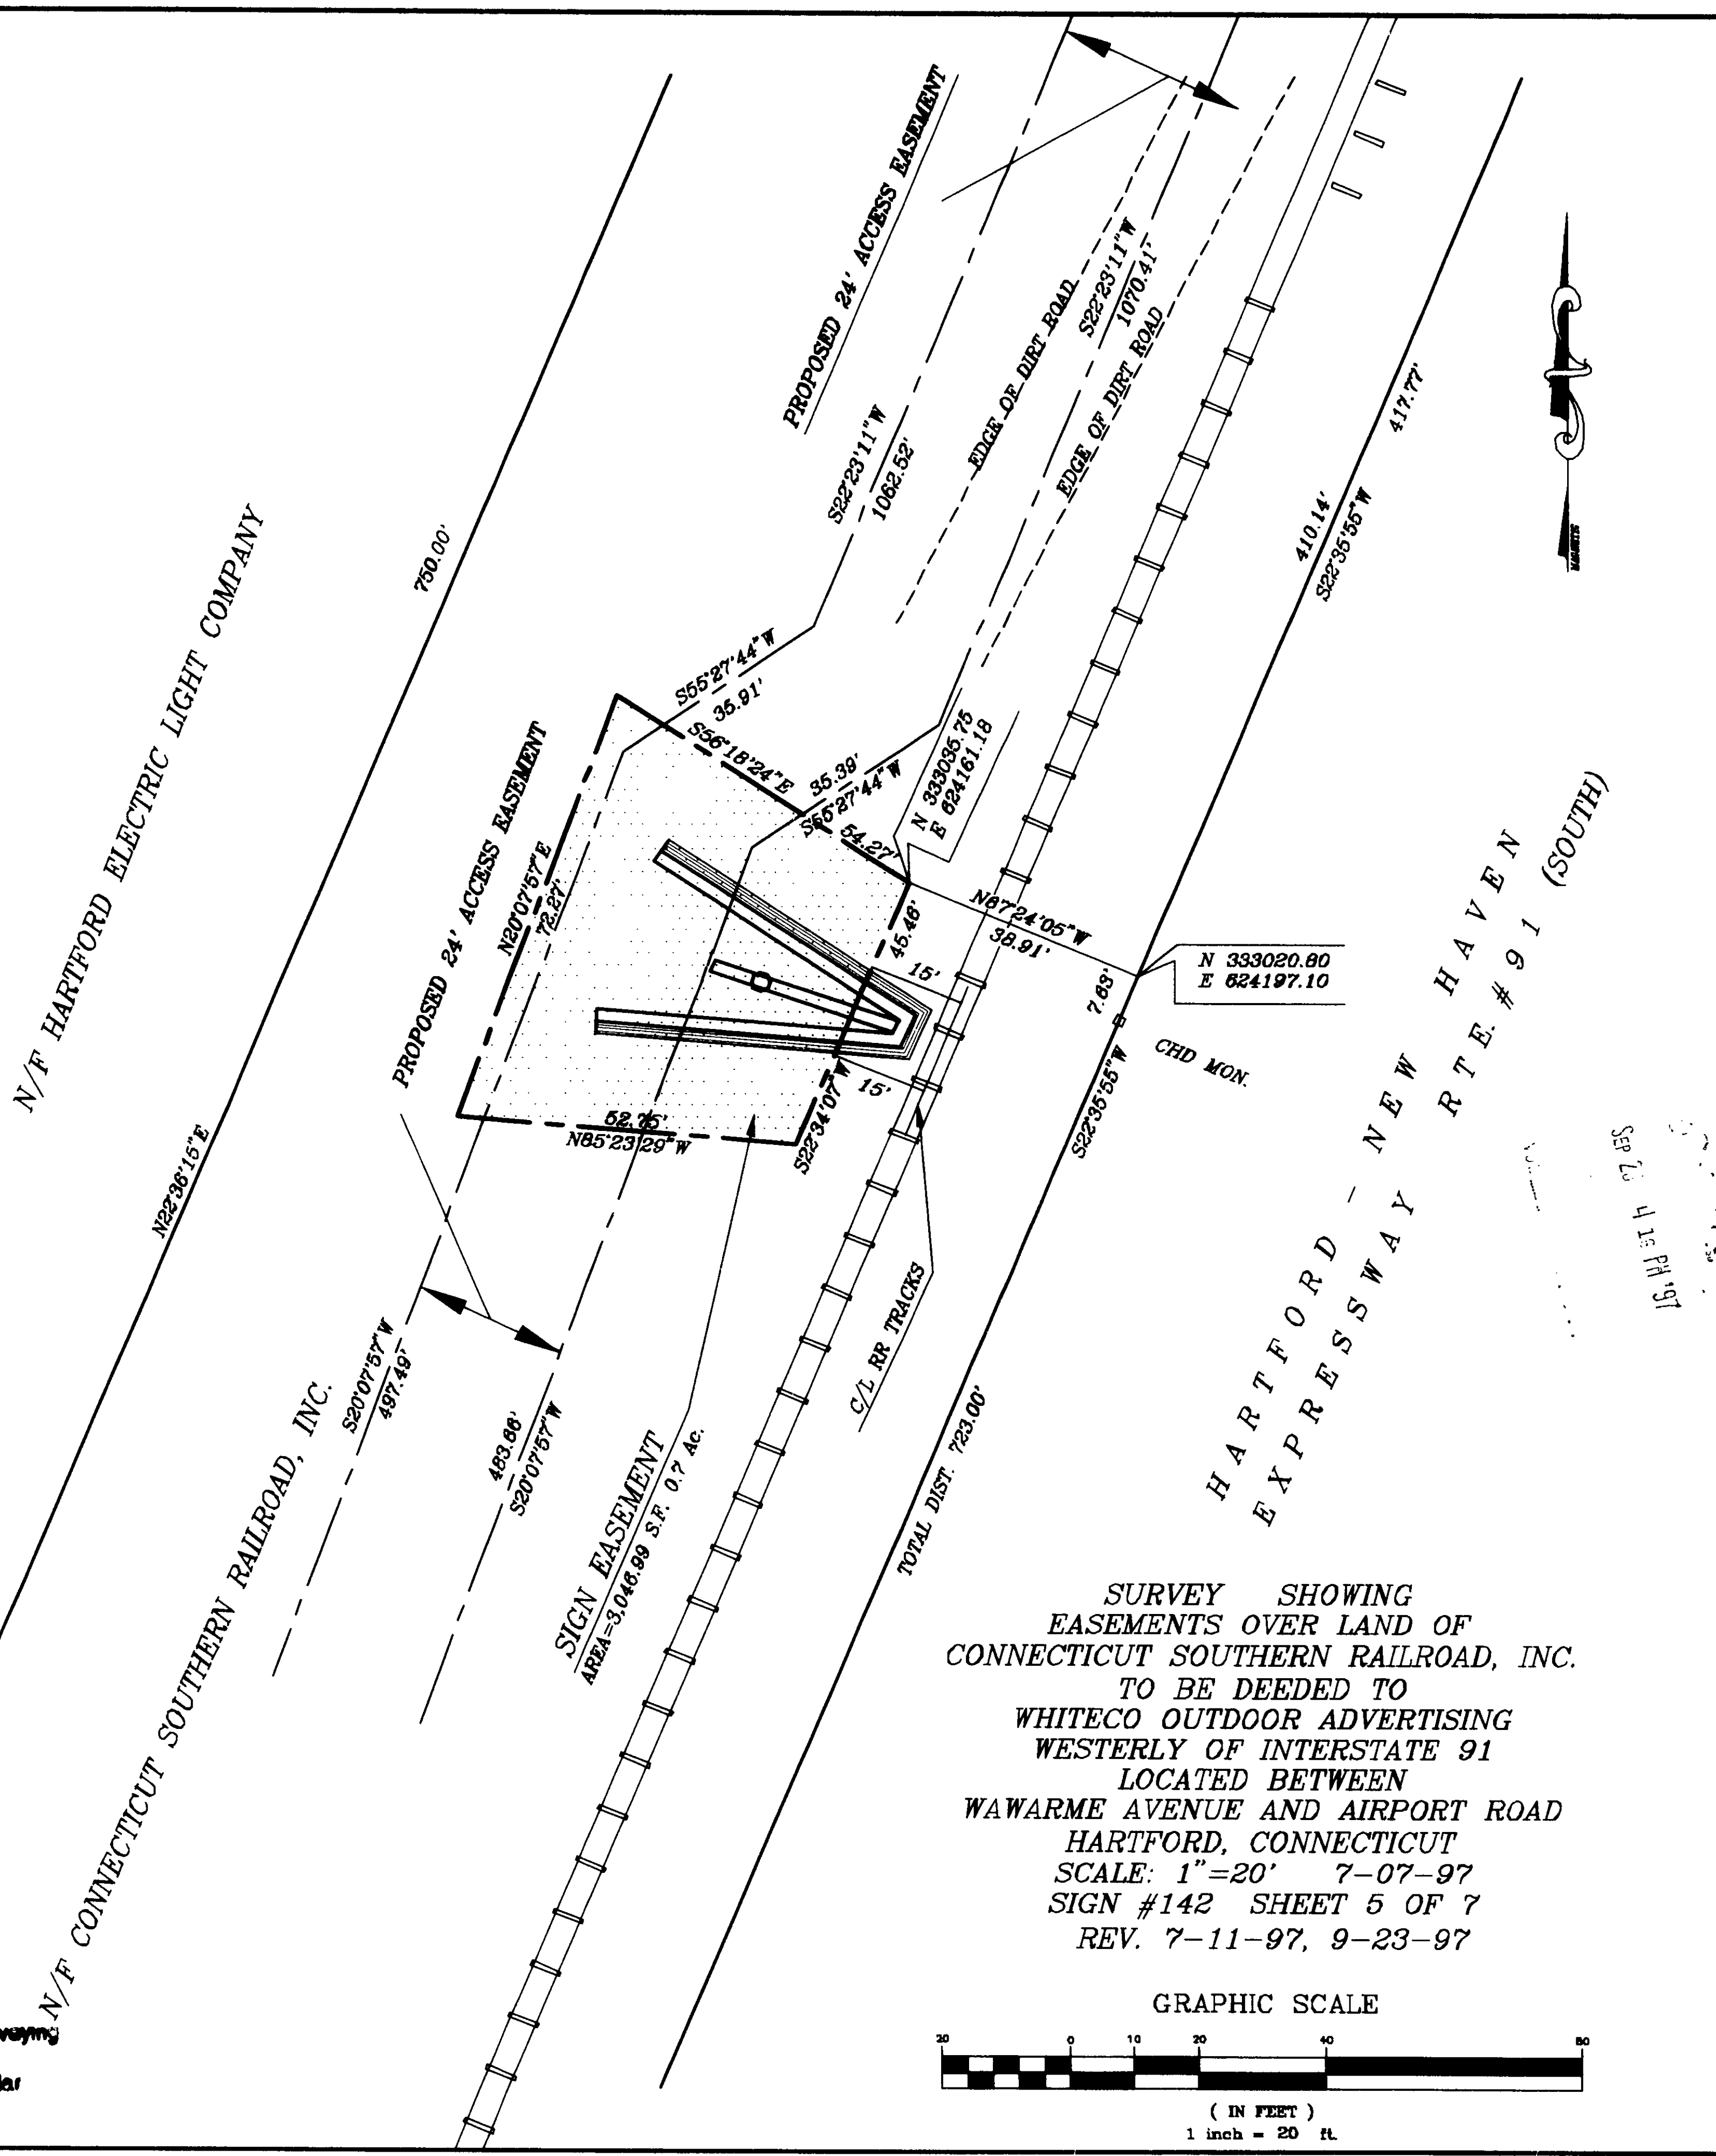 PROPOSED 24' ACCESS EASEMENT
S22°23'11"W
1070.41'
EDGE OF DIRT ROAD
EDGE OF DIRT ROAD
S22°23'11"W
1062.52'
417.77'
410.14'
S22°35'55"W
MAGNETIC
750.00'
N/F HARTFORD ELECTRIC LIGHT COMPANY
N22°36'15"E
S55°27'44"W
35.91'
S56°18'24"E
35.39'
S55°27'44"W
54.27'
N 333035.75
E 624161.18
PROPOSED 24' ACCESS EASEMENT
N20°07'57"E
72.27'
45.46'
N67°24'05"W
38.91'
15'
15'
7.63'
N 333020.80
E 624197.10
CHD MON.
S22°35'55"W
52.75'
N85°23'29"W
S22°34'07"W
HARTFORD - NEW HAVEN
EXPRESSWAY RTE. #91 (SOUTH)
SEP 4 PM '97
C/L RR TRACKS
S20°07'57"W
497.49'
483.66'
S20°07'57"W
SIGN EASEMENT
AREA=3,046.99 S.F. 0.7 Ac.
TOTAL DIST. 723.00'
N/F CONNECTICUT SOUTHERN RAILROAD, INC.
SURVEY SHOWING
EASEMENTS OVER LAND OF
CONNECTICUT SOUTHERN RAILROAD, INC.
TO BE DEEDED TO
WHITECO OUTDOOR ADVERTISING
WESTERLY OF INTERSTATE 91
LOCATED BETWEEN
WAWARME AVENUE AND AIRPORT ROAD
HARTFORD, CONNECTICUT
SCALE: 1"=20' 7-07-97
SIGN #142 SHEET 5 OF 7
REV. 7-11-97, 9-23-97
GRAPHIC SCALE
20 0 10 20 40 80
( IN FEET )
1 inch = 20 ft.